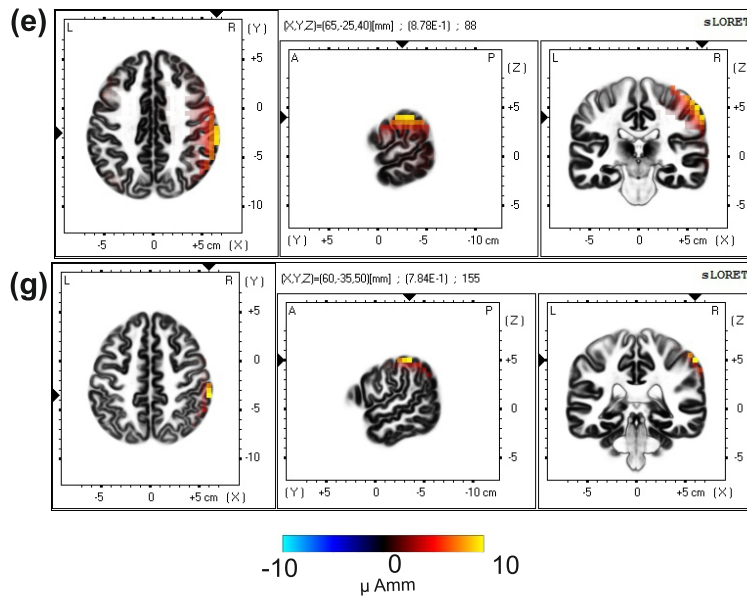 (e)
L R (Y)
+5
0
-5
-10
-5 0 +5 cm (X)
(X,Y,Z)=(65,-25,40)[mm] ; (8.78E-1) ; 88
sLORET
A P (Z)
+5
0
-5
(Y) +5 0 -5 -10 cm
L R (Z
+5
0
-5
-5 0 +5 cm (X)
(g)
L R (Y)
+5
0
-5
-10
-5 0 +5 cm (X)
(X,Y,Z)=(60,-35,50)[mm] ; (7.84E-1) ; 155
sLORET
A P (Z)
+5
0
-5
(Y) +5 0 -5 -10 cm
L R (Z
+5
0
-5
-5 0 +5 cm (X)
-10 0 10
μ Amm